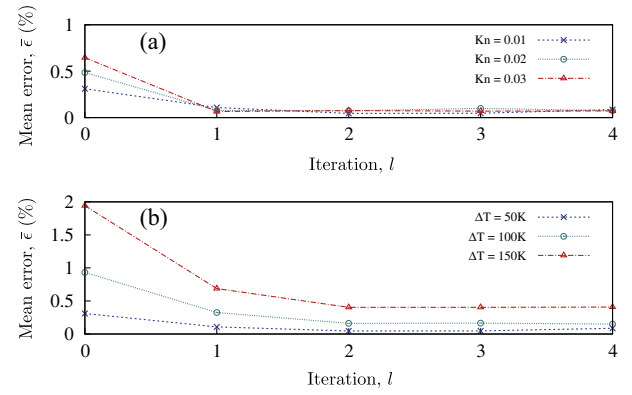 (a)
Mean error, ε̄ (%)
1
0.5
0
Kn = 0.01
Kn = 0.02
Kn = 0.03
0 1 2 3 4
Iteration, l
(b)
Mean error, ε̄ (%)
2
1.5
1
0.5
0
ΔT = 50K
ΔT = 100K
ΔT = 150K
0 1 2 3 4
Iteration, l